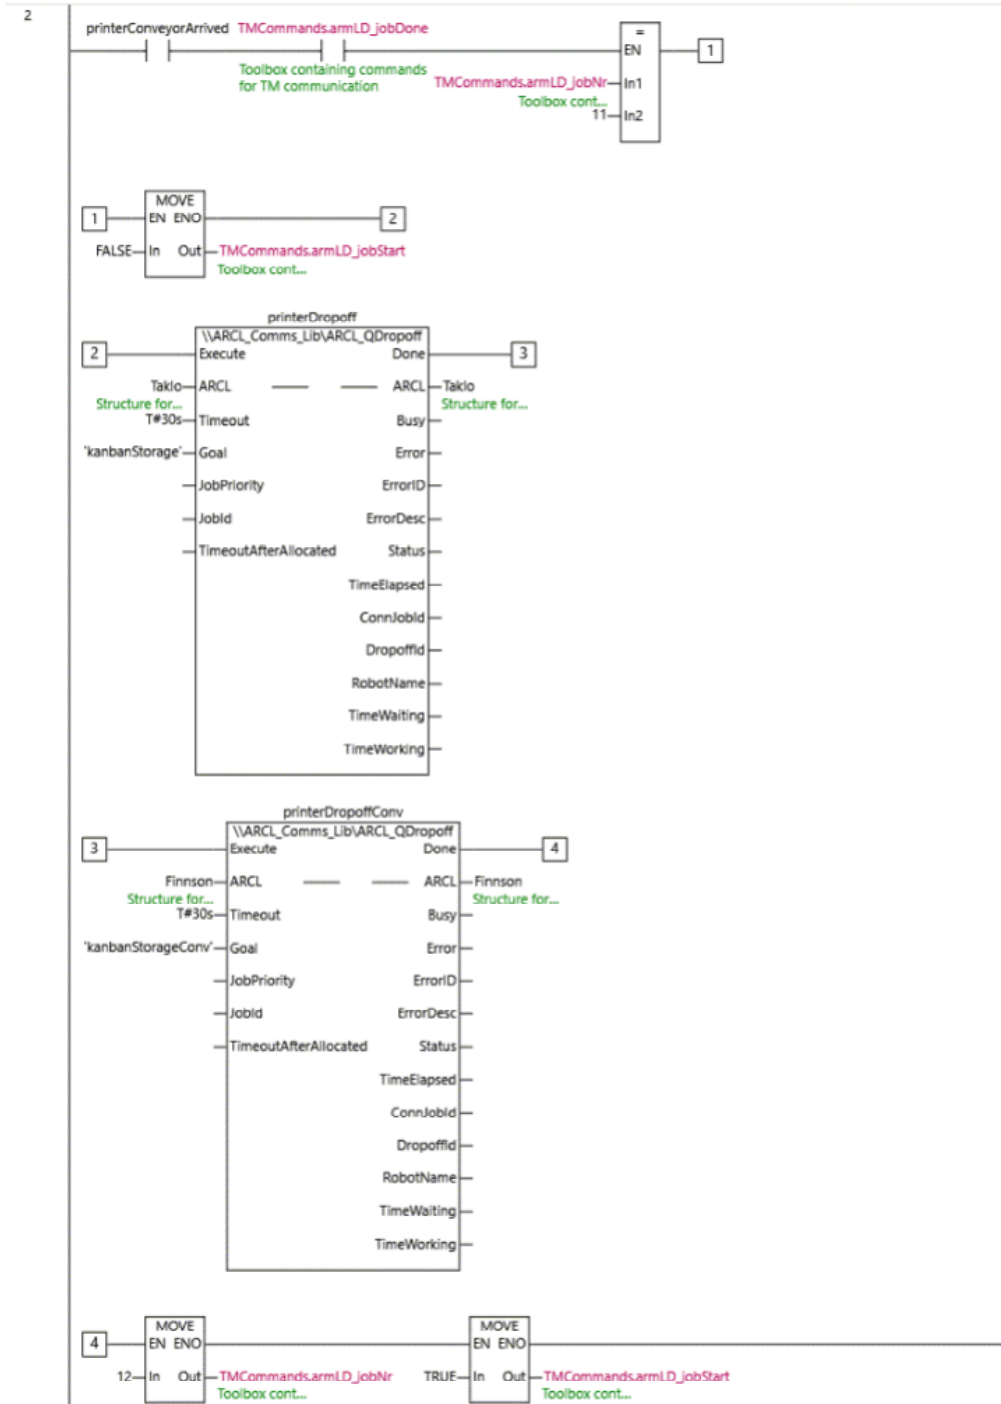 2
printerConveyorArrived TMCommands.armLD_jobDone
Toolbox containing commands
for TM communication
=
EN
1
TMCommands.armLD_jobNr In1
Toolbox cont...
11 In2
MOVE
1 EN ENO 2
FALSE In Out TMCommands.armLD_jobStart
Toolbox cont...
printerDropoff
\\ARCL_Comms_Lib\ARCL_QDropoff
2 Execute Done 3
Taklo ARCL ARCL Taklo
Structure for... Structure for...
T#30s Timeout Busy
'kanbanStorage' Goal Error
JobPriority ErrorID
JobId ErrorDesc
TimeoutAfterAllocated Status
TimeElapsed
ConnJobId
DropoffId
RobotName
TimeWaiting
TimeWorking
printerDropoffConv
\\ARCL_Comms_Lib\ARCL_QDropoff
3 Execute Done 4
Finnson ARCL ARCL Finnson
Structure for... Structure for...
T#30s Timeout Busy
'kanbanStorageConv' Goal Error
JobPriority ErrorID
JobId ErrorDesc
TimeoutAfterAllocated Status
TimeElapsed
ConnJobId
DropoffId
RobotName
TimeWaiting
TimeWorking
MOVE MOVE
4 EN ENO EN ENO
12 In Out TMCommands.armLD_jobNr TRUE In Out TMCommands.armLD_jobStart
Toolbox cont... Toolbox cont...